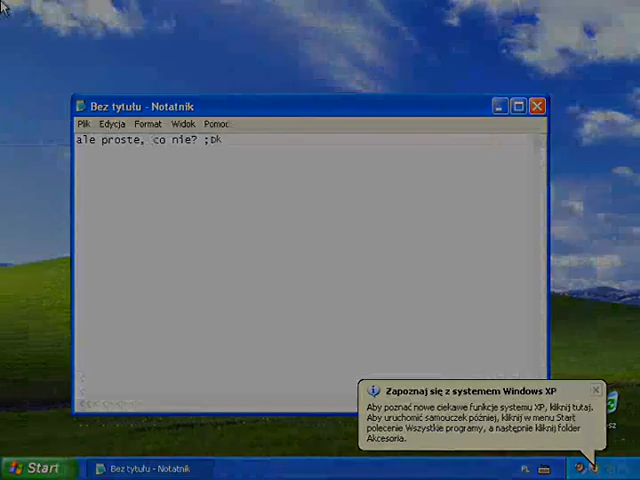 Bez tytułu - Notatnik
Plik Edycja Format Widok Pomoc
ale proste, co nie? ;Dk
Zapoznaj się z systemem Windows XP
Aby poznać nowe ciekawe funkcje systemu XP, kliknij tutaj.
Aby uruchomić samouczek później, kliknij w menu Start
polecenie Wszystkie programy, a następnie kliknij folder
Akcesoria.
Start
Bez tytułu - Notatnik
PL